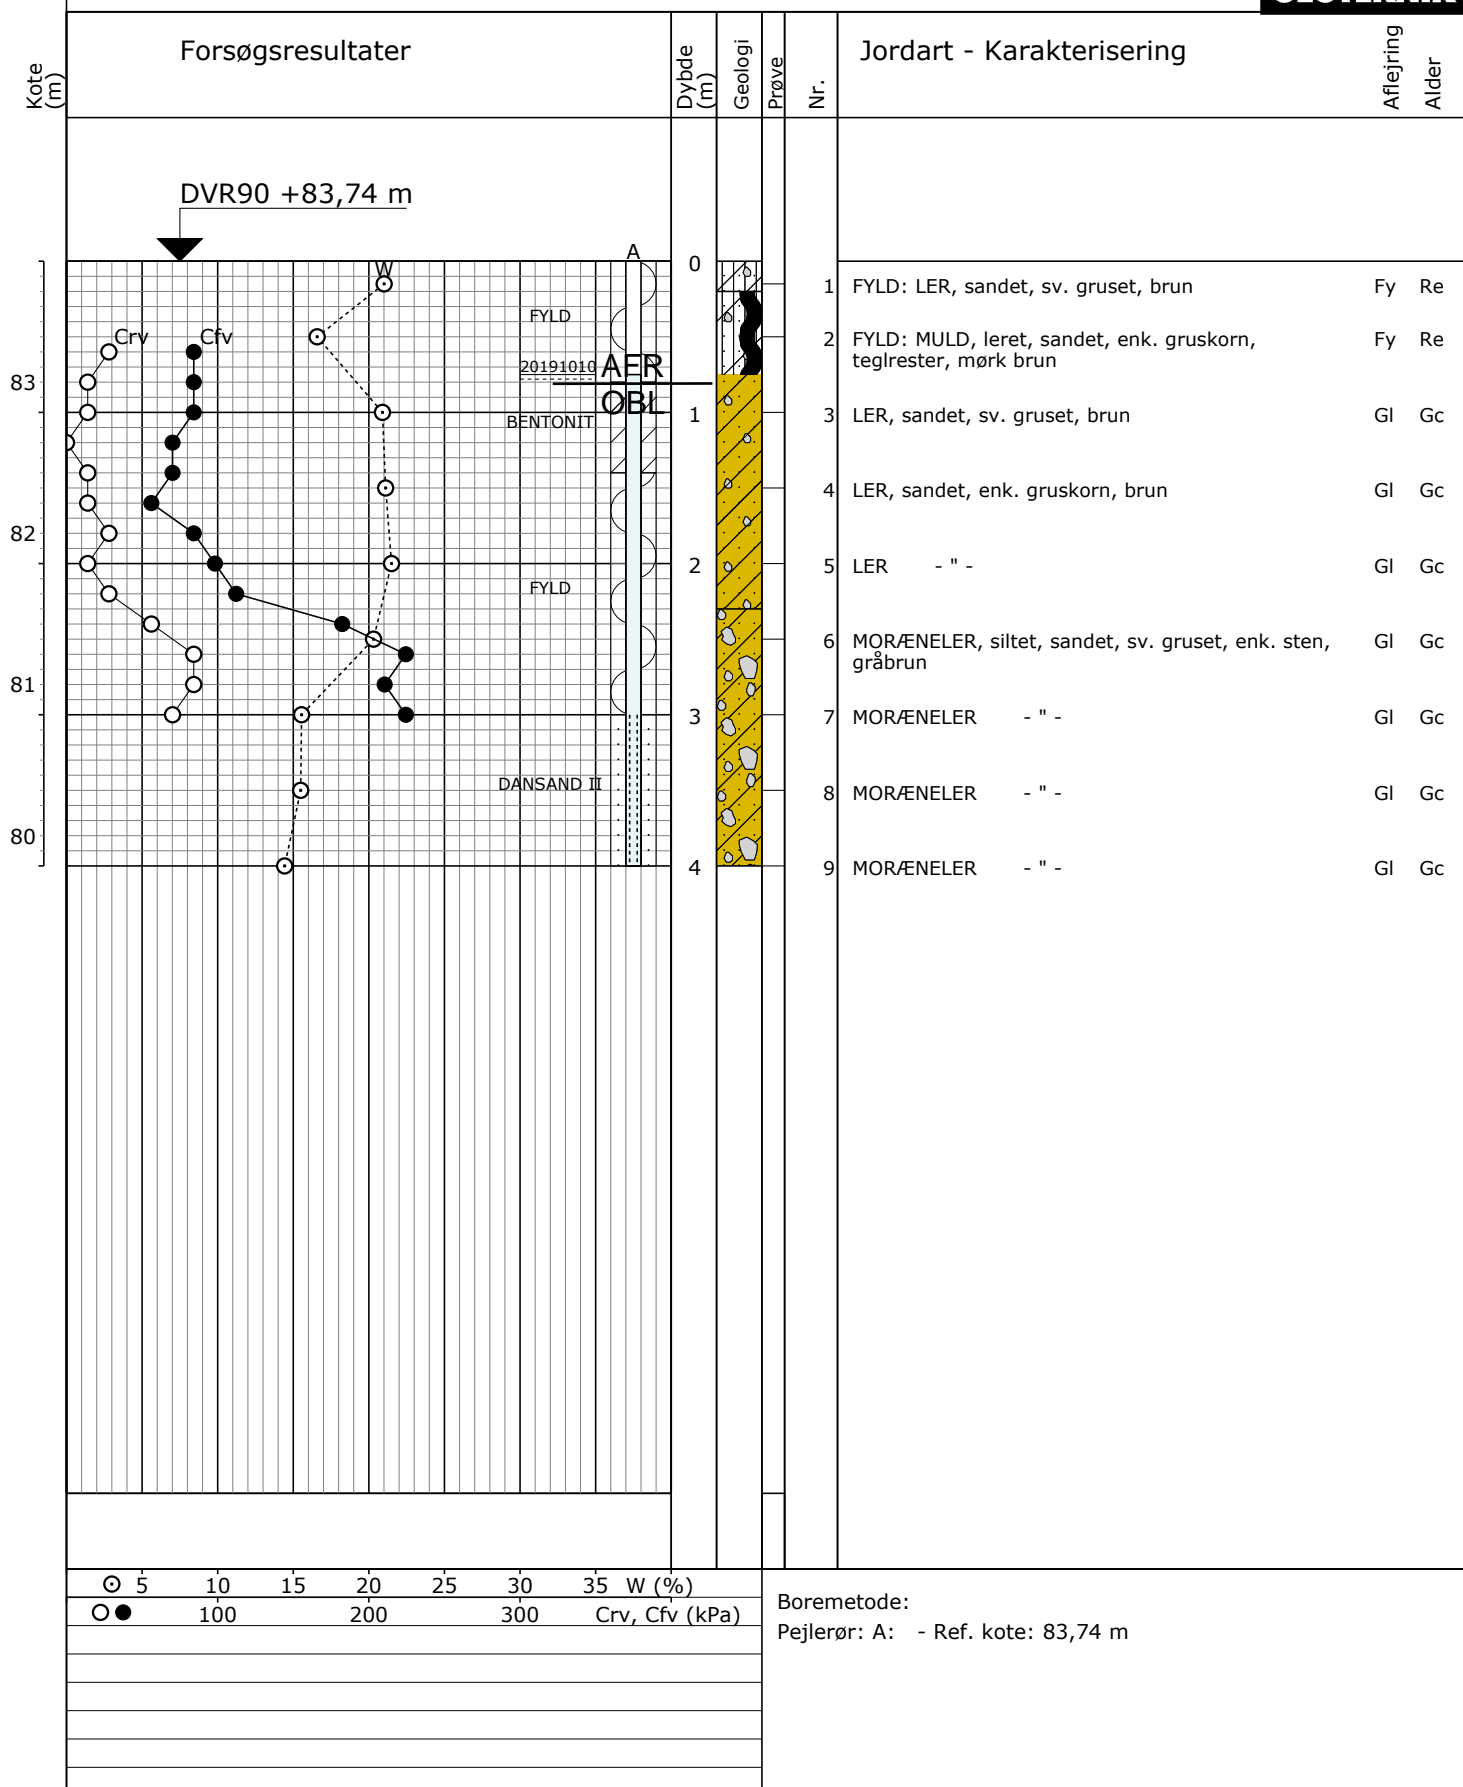 Kote (m)
Forsøgsresultater
Dybde (m)
Geologi
Prøve
Nr.
Jordart - Karakterisering
Aflejring
Alder
DVR90 +83,74 m
A
0
W
1 FYLD: LER, sandet, sv. gruset, brun Fy Re
FYLD
Crv Cfv
2 FYLD: MULD, leret, sandet, enk. gruskorn, Fy Re
teglrester, mørk brun
20191010 AFR
83
OBL
1
3 LER, sandet, sv. gruset, brun Gl Gc
BENTONIT
4 LER, sandet, enk. gruskorn, brun Gl Gc
82
2
5 LER - " - Gl Gc
FYLD
6 MORÆNELER, siltet, sandet, sv. gruset, enk. sten, Gl Gc
gråbrun
81
3
7 MORÆNELER - " - Gl Gc
DANSAND II
8 MORÆNELER - " - Gl Gc
80
4
9 MORÆNELER - " - Gl Gc
5 10 15 20 25 30 35 W (%)
100 200 300 Crv, Cfv (kPa)
Boremetode:
Pejlerør: A: - Ref. kote: 83,74 m